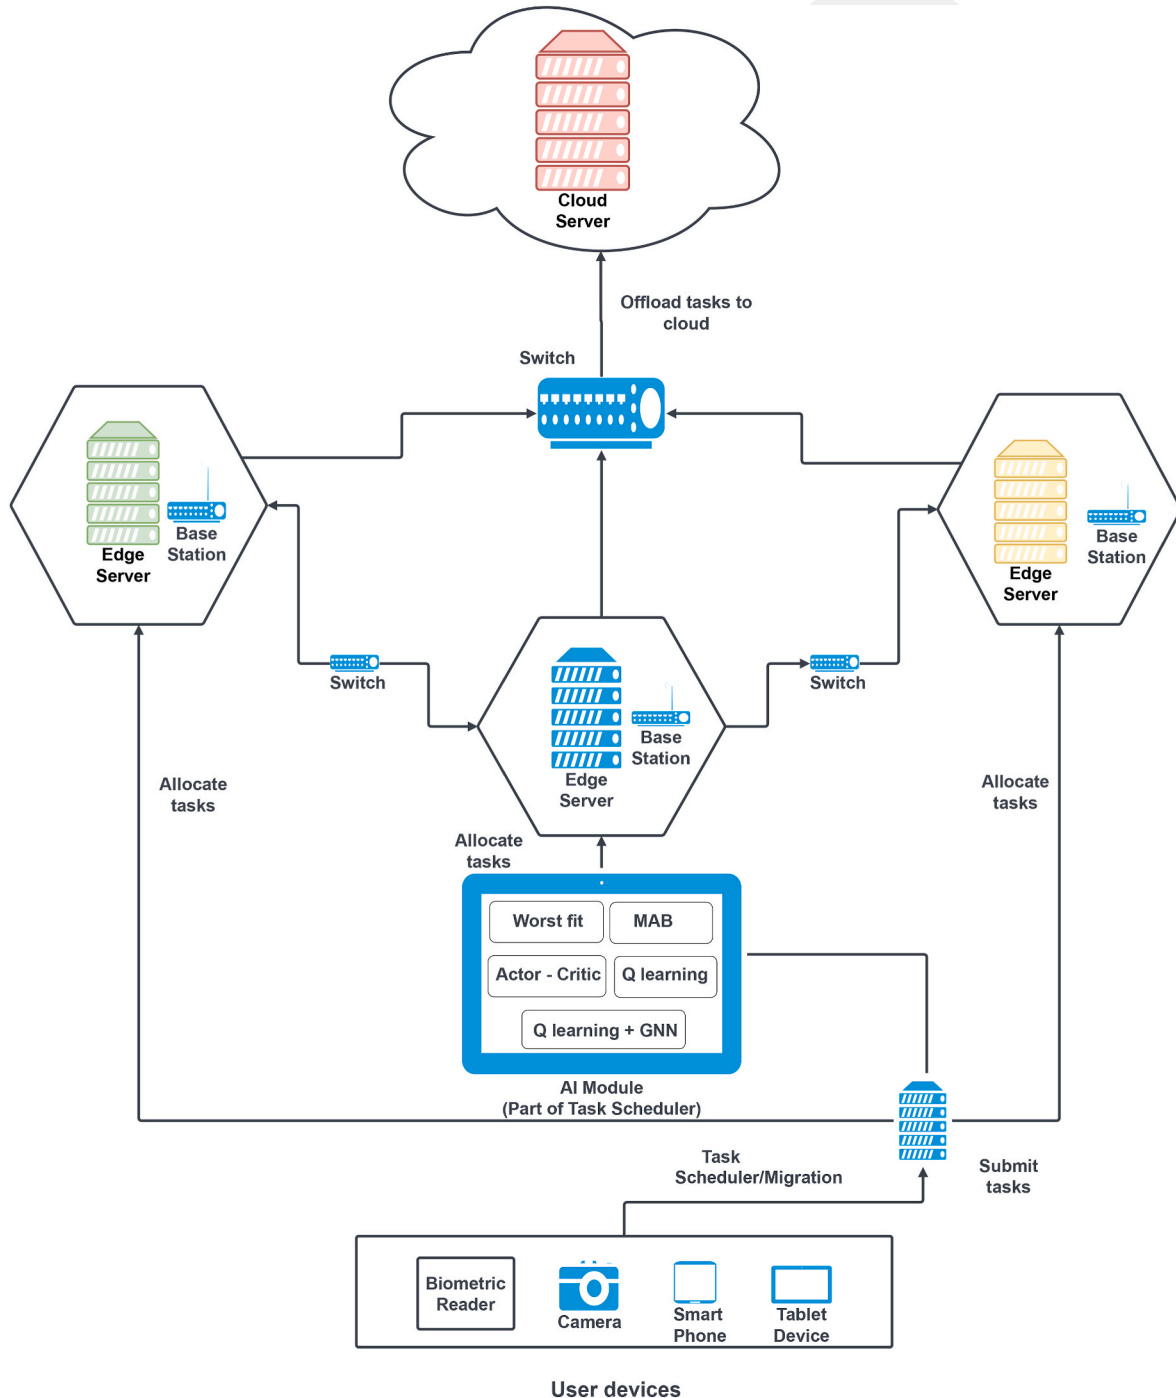 Cloud
Server
Offload tasks to
cloud
Switch
Edge
Server
Base
Station
Edge
Server
Base
Station
Switch
Switch
Edge
Server
Base
Station
Allocate
tasks
Allocate
tasks
Allocate
tasks
Worst fit
MAB
Actor - Critic
Q learning
Q learning + GNN
AI Module
(Part of Task Scheduler)
Task
Scheduler/Migration
Submit
tasks
Biometric
Reader
Camera
Smart
Phone
Tablet
Device
User devices